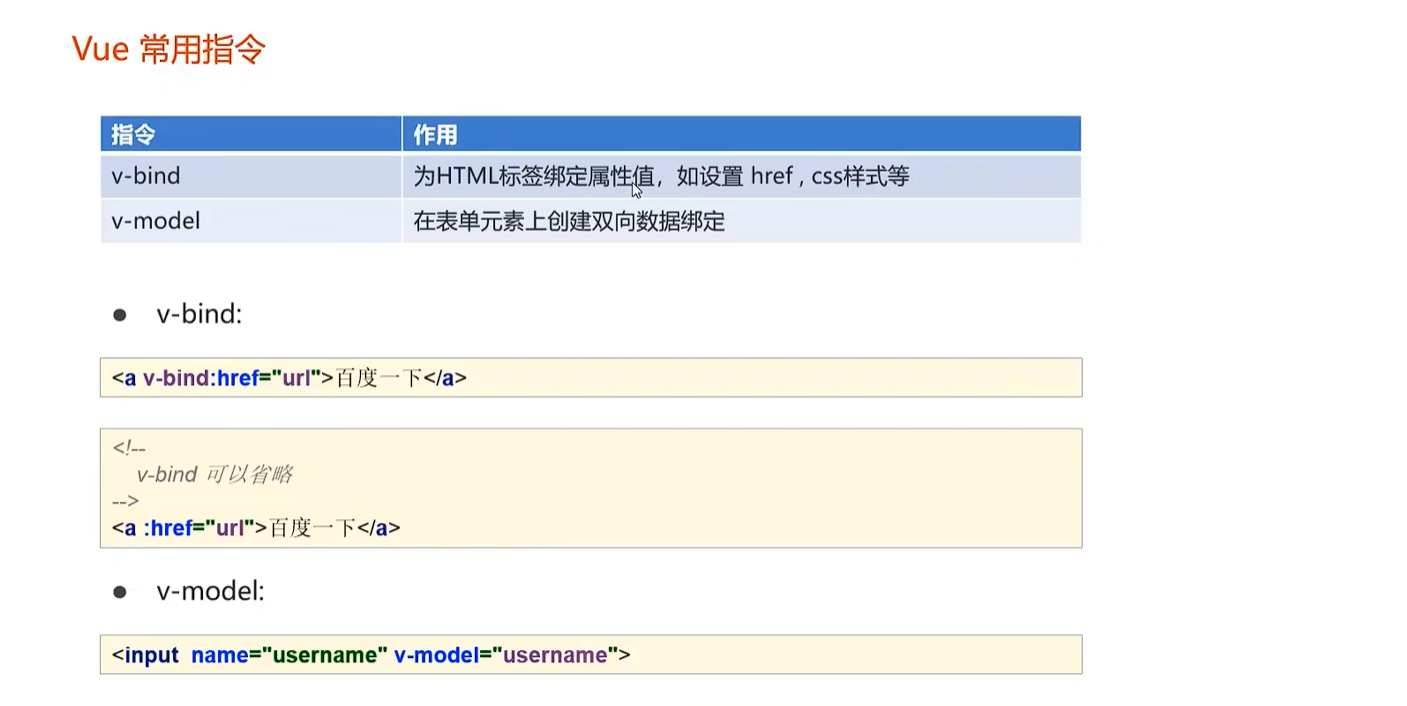 Vue 常用指令
指令 作用
v-bind 为HTML标签绑定属性值，如设置 href , css样式等
v-model 在表单元素上创建双向数据绑定
● v-bind:
<a v-bind:href="url">百度一下</a>
<!--
v-bind 可以省略
-->
<a :href="url">百度一下</a>
● v-model:
<input name="username" v-model="username">